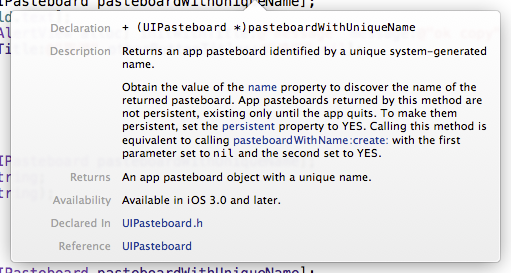 IPasteboard pasteboardWithUniqueName];
Declaration + (UIPasteboard *)pasteboardWithUniqueName
Description Returns an app pasteboard identified by a unique system-generated
name.
Obtain the value of the name property to discover the name of the
returned pasteboard. App pasteboards returned by this method are
not persistent, existing only until the app quits. To make them
persistent, set the persistent property to YES. Calling this method is
equivalent to calling pasteboardWithName:create: with the first
parameter set to nil and the second set to YES.
Returns An app pasteboard object with a unique name.
Availability Available in iOS 3.0 and later.
Declared In UIPasteboard.h
Reference UIPasteboard
IPasteboard pasteboardWithUniqueName];